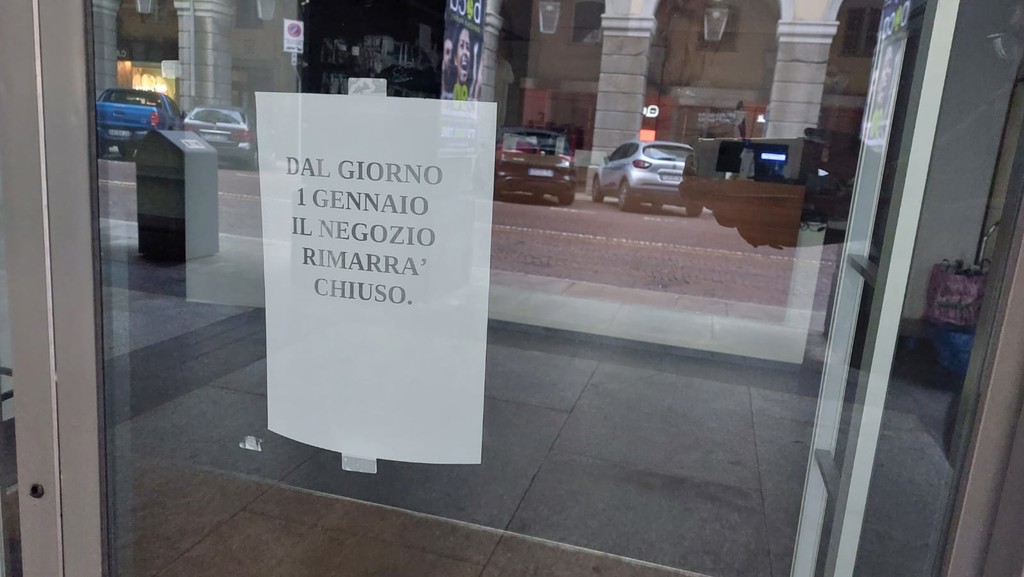 DAL GIORNO
1 GENNAIO
IL NEGOZIO
RIMARRA’
CHIUSO.